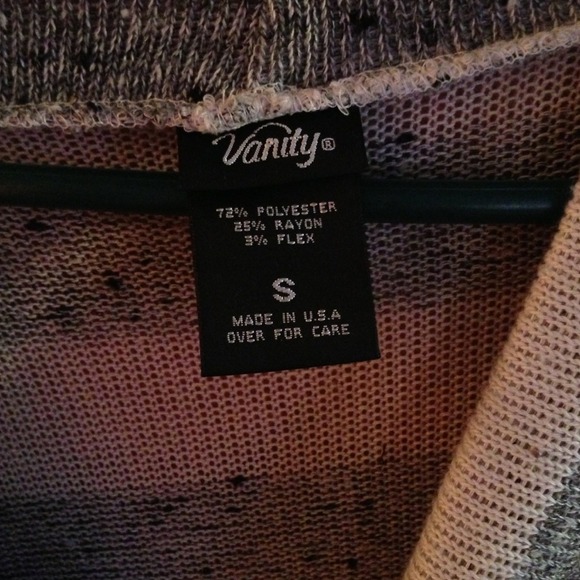 Vanity®
72% POLYESTER
25% RAYON
3% FLEX
S
MADE IN U.S.A
OVER FOR CARE